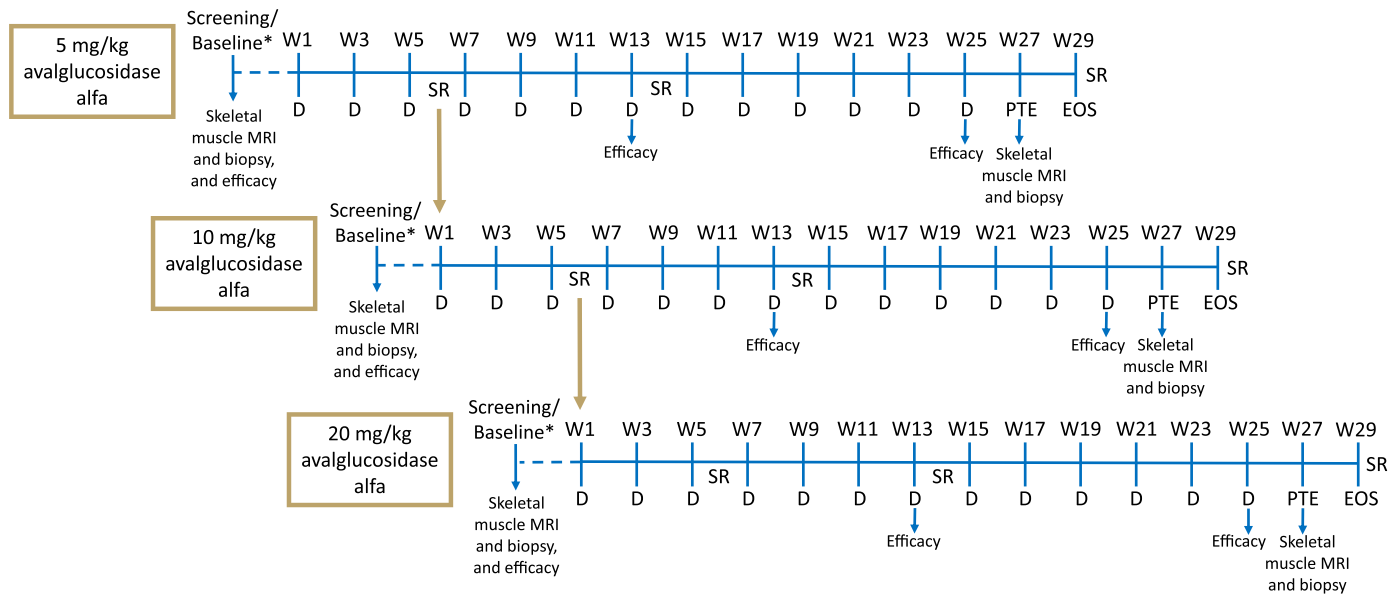 Screening/
Baseline*
W1 W3 W5 W7 W9 W11 W13 W15 W17 W19 W21 W23 W25 W27 W29
5 mg/kg
avalglucosidase
alfa
SR SR SR
D D D D D D D D D D D D D PTE EOS
Skeletal
muscle MRI
and biopsy,
and efficacy
Efficacy
Efficacy
Skeletal
muscle MRI
and biopsy
Screening/
Baseline*
W1 W3 W5 W7 W9 W11 W13 W15 W17 W19 W21 W23 W25 W27 W29
10 mg/kg
avalglucosidase
alfa
SR SR SR
D D D D D D D D D D D D D PTE EOS
Skeletal
muscle MRI
and biopsy,
and efficacy
Efficacy
Efficacy
Skeletal
muscle MRI
and biopsy
Screening/
Baseline*
W1 W3 W5 W7 W9 W11 W13 W15 W17 W19 W21 W23 W25 W27 W29
20 mg/kg
avalglucosidase
alfa
SR SR SR
D D D D D D D D D D D D D PTE EOS
Skeletal
muscle MRI
and biopsy,
and efficacy
Efficacy
Efficacy
Skeletal
muscle MRI
and biopsy